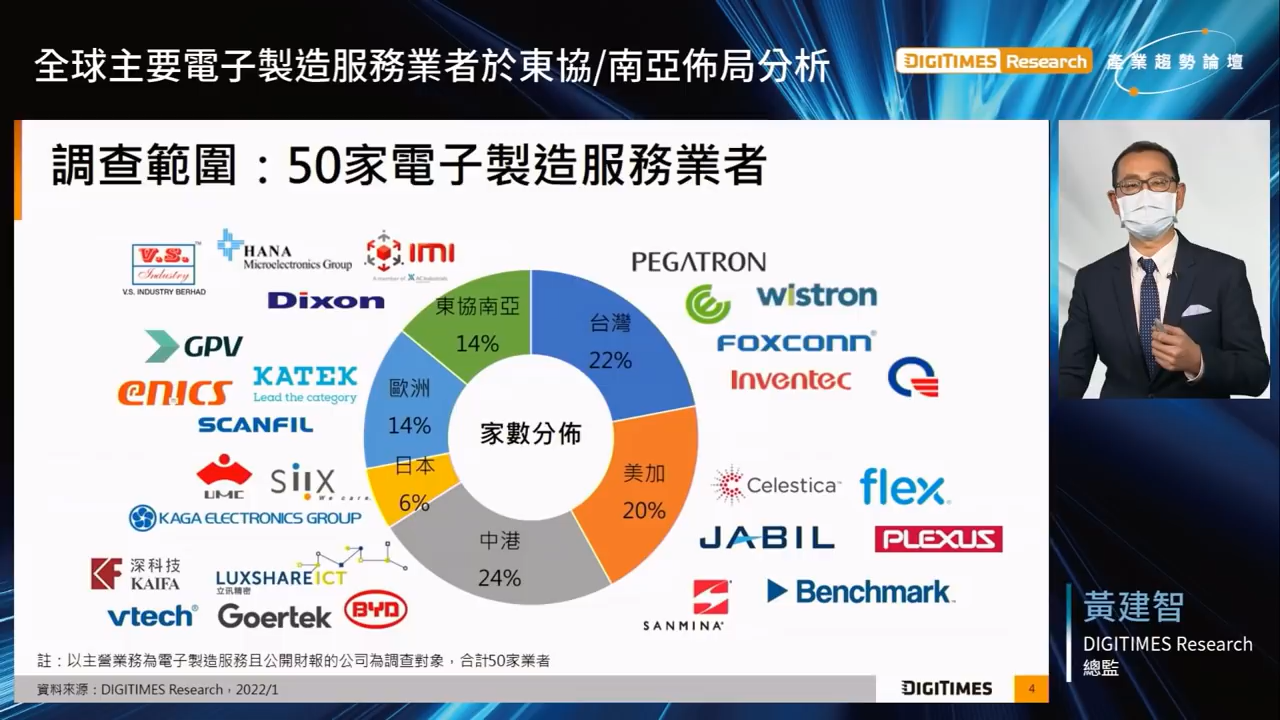 全球主要電子製造服務業者於東協/南亞佈局分析
DIGITIMES Research
產業趨勢論壇
調查範圍：50家電子製造服務業者
V.S.
Industry
V.S. INDUSTRY BERHAD
HANA
Microelectronics Group
IMI
Dixon
PEGATRON
wistron
FOXCONN
Inventec
GPV
enics
KATEK
Lead the category
SCANFIL
東協南亞
14%
台灣
22%
歐洲
14%
家數分佈
日本
6%
美加
20%
中港
24%
UMC
SIIX
We care.
KAGA ELECTRONICS GROUP
Celestica
flex
JABIL
PLEXUS
SANMINA
Benchmark
深科技
KAIFA
LUXSHARE ICT
立訊精密
vtech
Goertek
BYD
註：以主營業務為電子製造服務且公開財報的公司為調查對象，合計50家業者
資料來源：DIGITIMES Research，2022/1
DIGITIMES
4
黃建智
DIGITIMES Research
總監